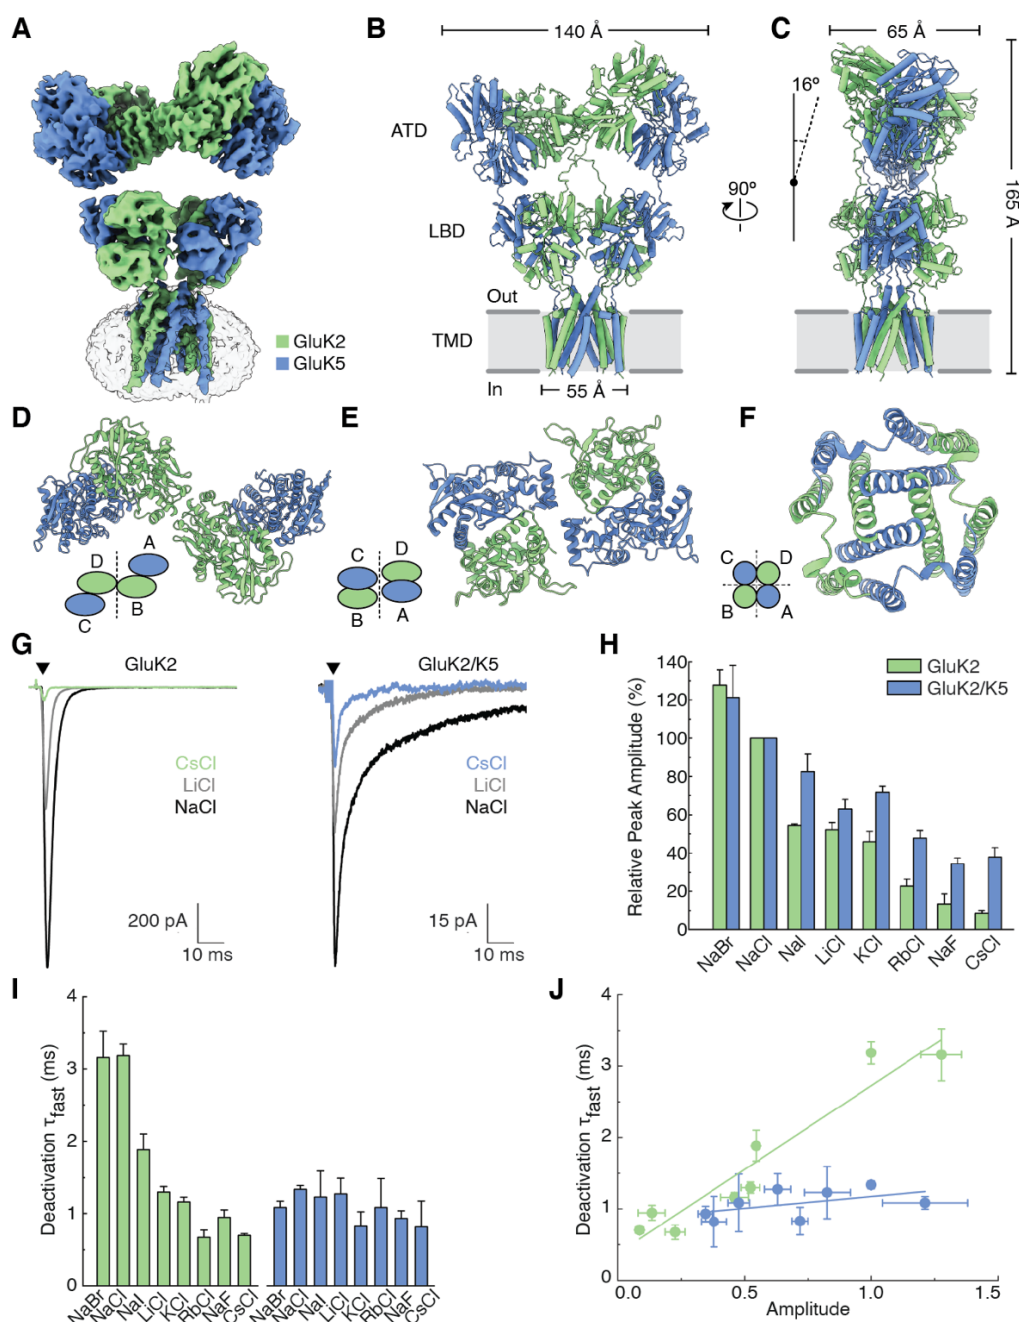 A
B
140 Å
C
65 Å
16º
ATD
90º
165 Å
LBD
Out
TMD
In
55 Å
GluK2
GluK5
D
A
D
B
C
E
C
D
B
A
F
C
D
B
A
G
GluK2
GluK2/K5
CsCl
LiCl
NaCl
CsCl
LiCl
NaCl
200 pA
10 ms
15 pA
10 ms
H
GluK2
GluK2/K5
Relative Peak Amplitude (%)
140
120
100
80
60
40
20
0
NaBr
NaCl
NaI
LiCl
KCl
RbCl
NaF
CsCl
I
Deactivation τfast (ms)
4
3
2
1
0
NaBr
NaCl
NaI
LiCl
KCl
RbCl
NaF
CsCl
NaBr
NaCl
NaI
LiCl
KCl
RbCl
NaF
CsCl
J
Deactivation τfast (ms)
4
3
2
1
0
0.0
0.5
1.0
1.5
Amplitude